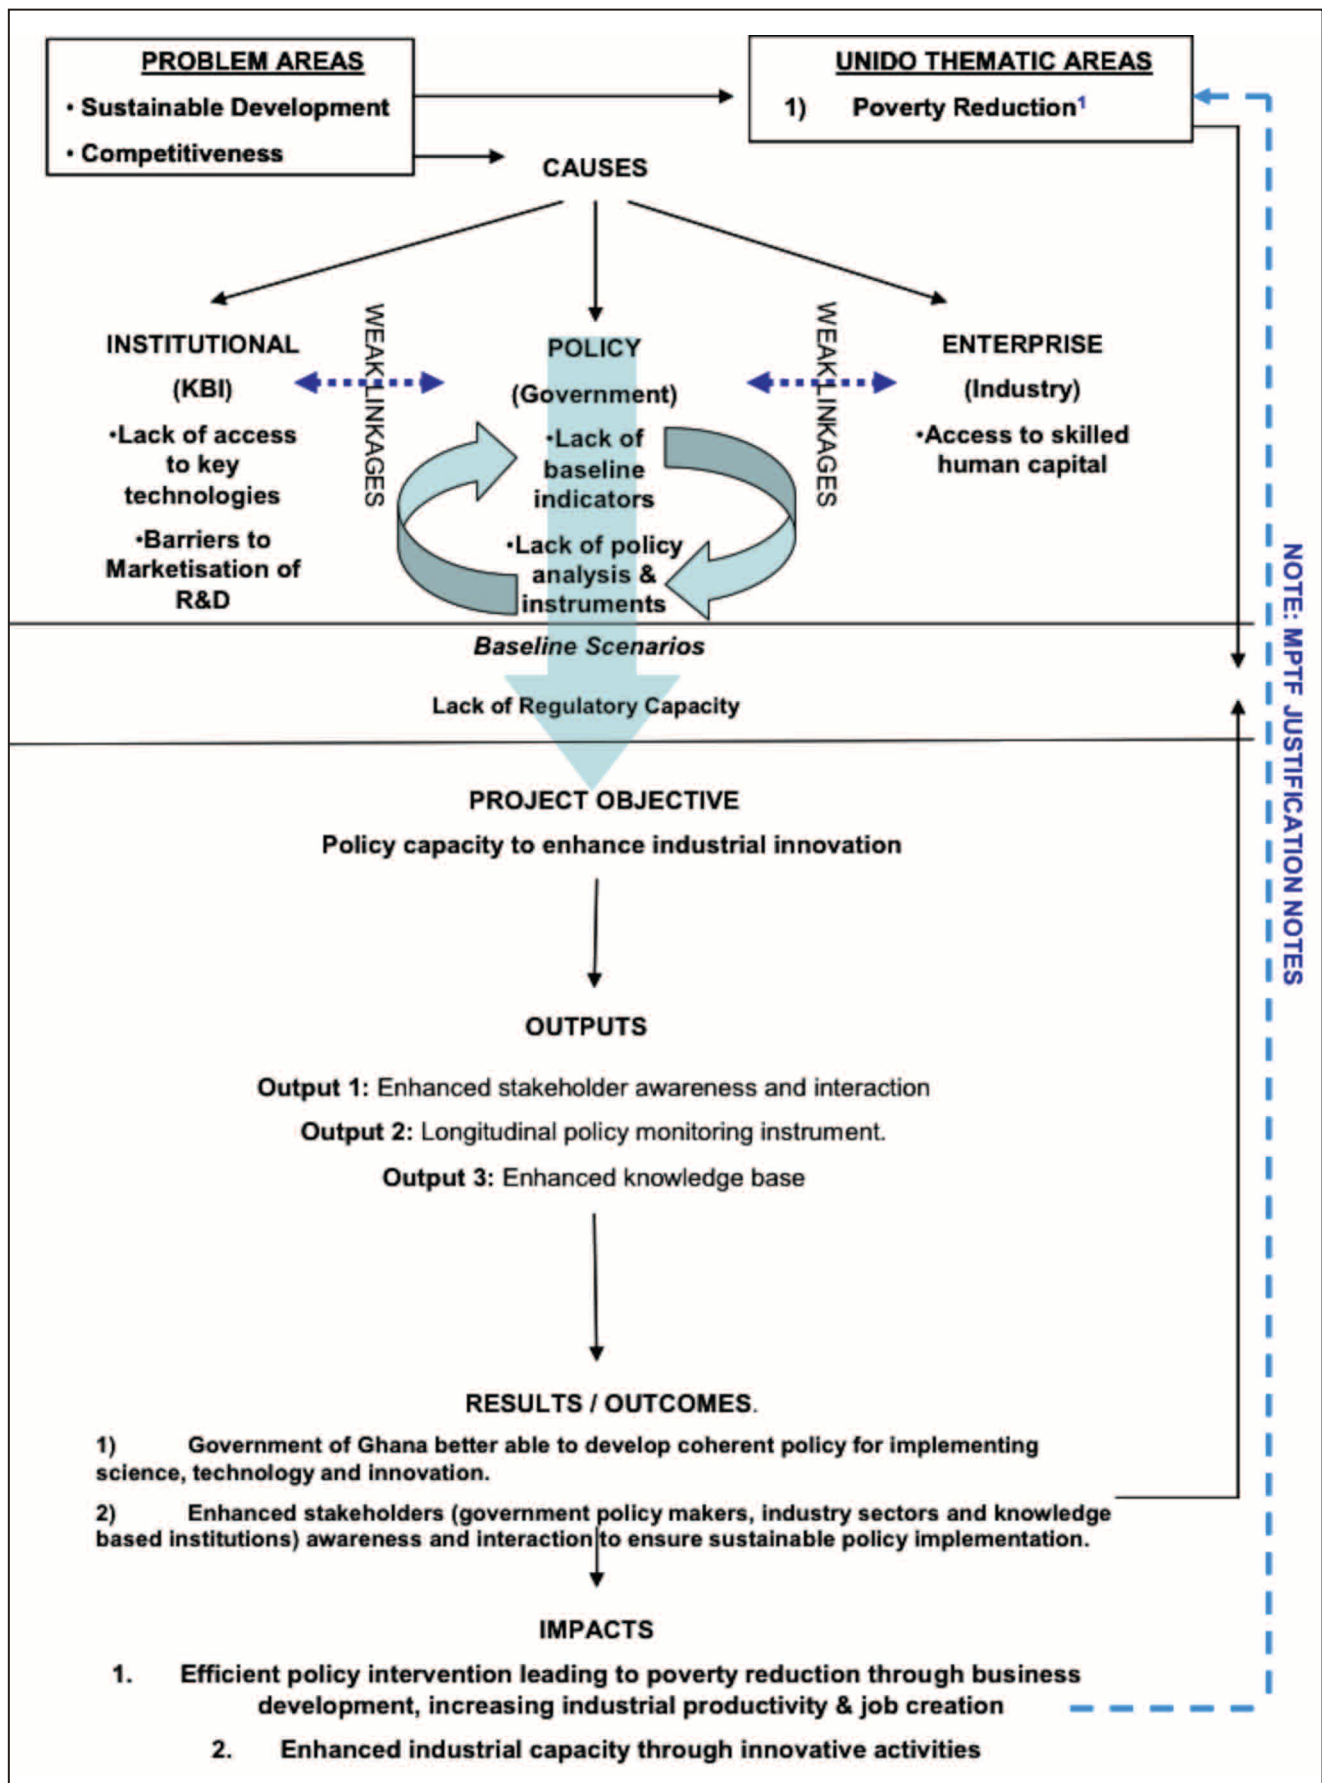 PROBLEM AREAS
• Sustainable Development
• Competitiveness
UNIDO THEMATIC AREAS
1) Poverty Reduction¹
CAUSES
INSTITUTIONAL
(KBI)
•Lack of access
to key
technologies
•Barriers to
Marketisation of
R&D
WEAK LINKAGES
POLICY
(Government)
•Lack of
baseline
indicators
•Lack of policy
analysis &
instruments
WEAK LINKAGES
ENTERPRISE
(Industry)
•Access to skilled
human capital
Baseline Scenarios
Lack of Regulatory Capacity
NOTE: MPTF JUSTIFICATION NOTES
PROJECT OBJECTIVE
Policy capacity to enhance industrial innovation
OUTPUTS
Output 1: Enhanced stakeholder awareness and interaction
Output 2: Longitudinal policy monitoring instrument.
Output 3: Enhanced knowledge base
RESULTS / OUTCOMES.
1) Government of Ghana better able to develop coherent policy for implementing
science, technology and innovation.
2) Enhanced stakeholders (government policy makers, industry sectors and knowledge
based institutions) awareness and interaction to ensure sustainable policy implementation.
IMPACTS
1. Efficient policy intervention leading to poverty reduction through business
development, increasing industrial productivity & job creation
2. Enhanced industrial capacity through innovative activities